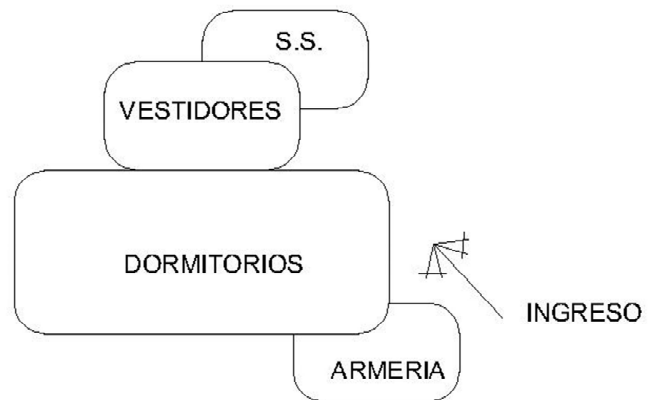 S.S.
VESTIDORES
DORMITORIOS
INGRESO
ARMERIA